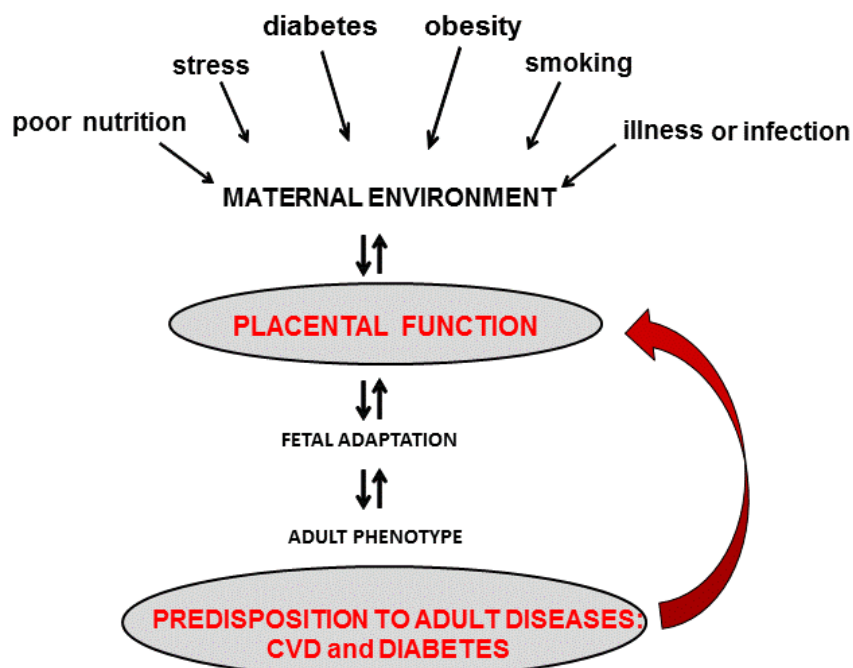 diabetes obesity
stress smoking
poor nutrition illness or infection
MATERNAL ENVIRONMENT
PLACENTAL FUNCTION
FETAL ADAPTATION
ADULT PHENOTYPE
PREDISPOSITION TO ADULT DISEASES:
CVD and DIABETES